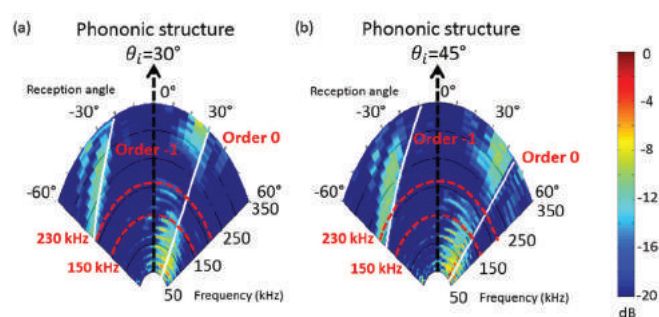 (a)
Phononic structure
θi=30°
Reception angle
0°
-30°
30°
Order 0
Order -1
-60°
60°
350
230 kHz
250
150 kHz
150
50
Frequency (kHz)
(b)
Phononic structure
θi=45°
Reception angle
0°
-30°
30°
Order -1
Order 0
-60°
60°
350
230 kHz
250
150 kHz
150
50
Frequency (kHz)
0
-4
-8
-12
-16
-20
dB